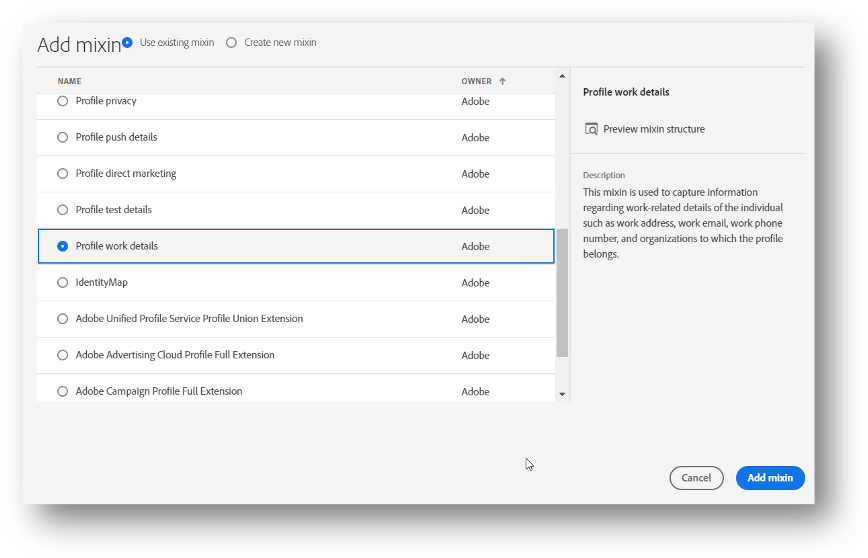 Add mixin
Use existing mixin
Create new mixin
NAME
OWNER
Profile privacy
Adobe
Profile push details
Adobe
Profile direct marketing
Adobe
Profile test details
Adobe
Profile work details
Adobe
IdentityMap
Adobe
Adobe Unified Profile Service Profile Union Extension
Adobe
Adobe Advertising Cloud Profile Full Extension
Adobe
Adobe Campaign Profile Full Extension
Adobe
Profile work details
Preview mixin structure
Description
This mixin is used to capture information
regarding work-related details of the individual
such as work address, work email, work phone
number, and organizations to which the profile
belongs.
Cancel
Add mixin